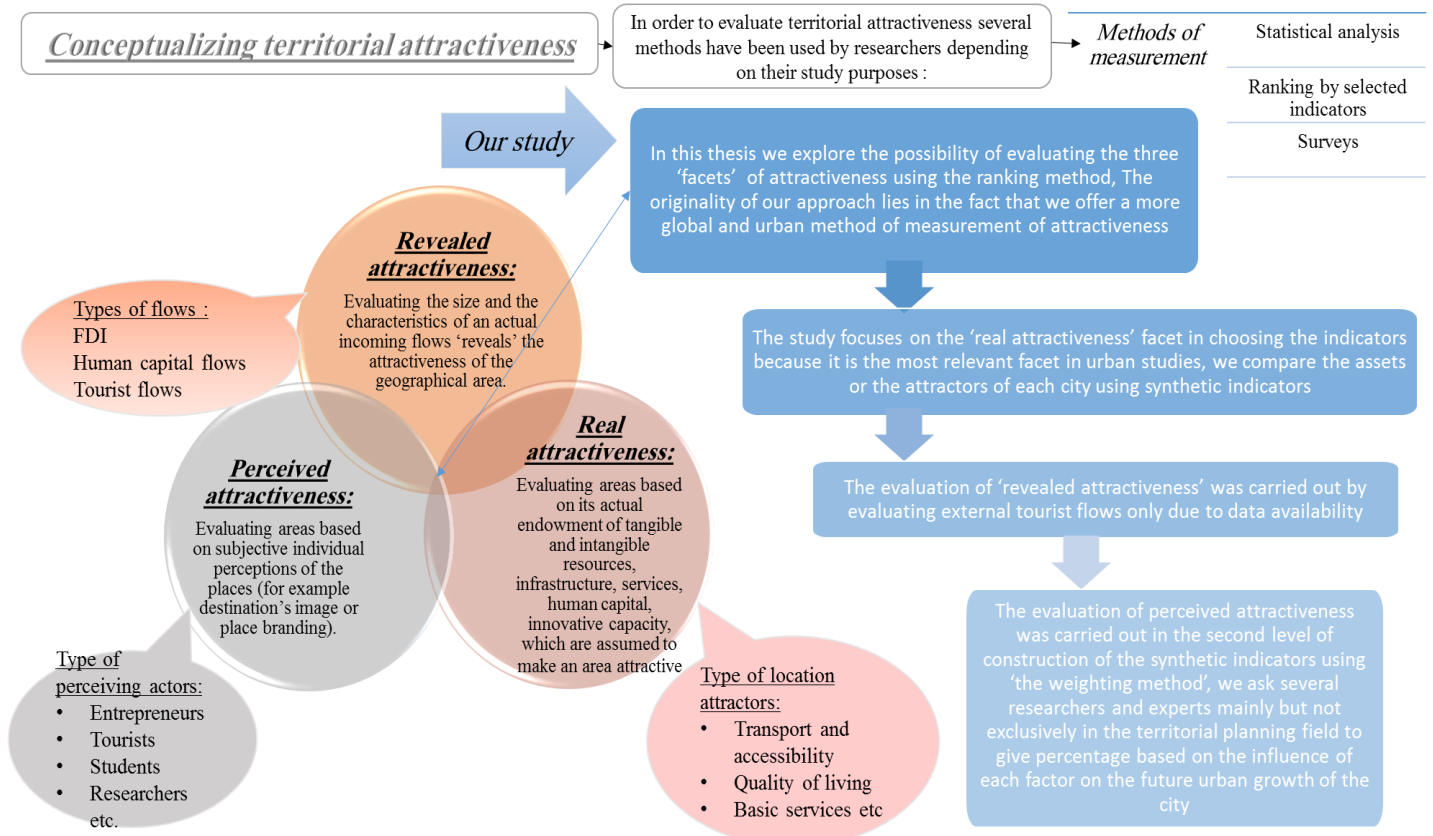 Conceptualizing territorial attractiveness
In order to evaluate territorial attractiveness several
methods have been used by researchers depending
on their study purposes :
Methods of
measurement
Statistical analysis
Ranking by selected
indicators
Surveys
Our study
In this thesis we explore the possibility of evaluating the three
‘facets’ of attractiveness using the ranking method, The
originality of our approach lies in the fact that we offer a more
global and urban method of measurement of attractiveness
The study focuses on the ‘real attractiveness’ facet in choosing the indicators
because it is the most relevant facet in urban studies, we compare the assets
or the attractors of each city using synthetic indicators
The evaluation of ‘revealed attractiveness’ was carried out by
evaluating external tourist flows only due to data availability
The evaluation of perceived attractiveness
was carried out in the second level of
construction of the synthetic indicators using
‘the weighting method’, we ask several
researchers and experts mainly but not
exclusively in the territorial planning field to
give percentage based on the influence of
each factor on the future urban growth of the
city
Revealed
attractiveness:
Evaluating the size and the
characteristics of an actual
incoming flows ‘reveals’ the
attractiveness of the
geographical area.
Types of flows :
FDI
Human capital flows
Tourist flows
Perceived
attractiveness:
Evaluating areas based
on subjective individual
perceptions of the
places (for example
destination’s image or
place branding).
Type of
perceiving actors:
• Entrepreneurs
• Tourists
• Students
• Researchers
etc.
Real
attractiveness:
Evaluating areas based
on its actual
endowment of tangible
and intangible
resources,
infrastructure, services,
human capital,
innovative capacity,
which are assumed to
make an area attractive
Type of location
attractors:
• Transport and
accessibility
• Quality of living
• Basic services etc